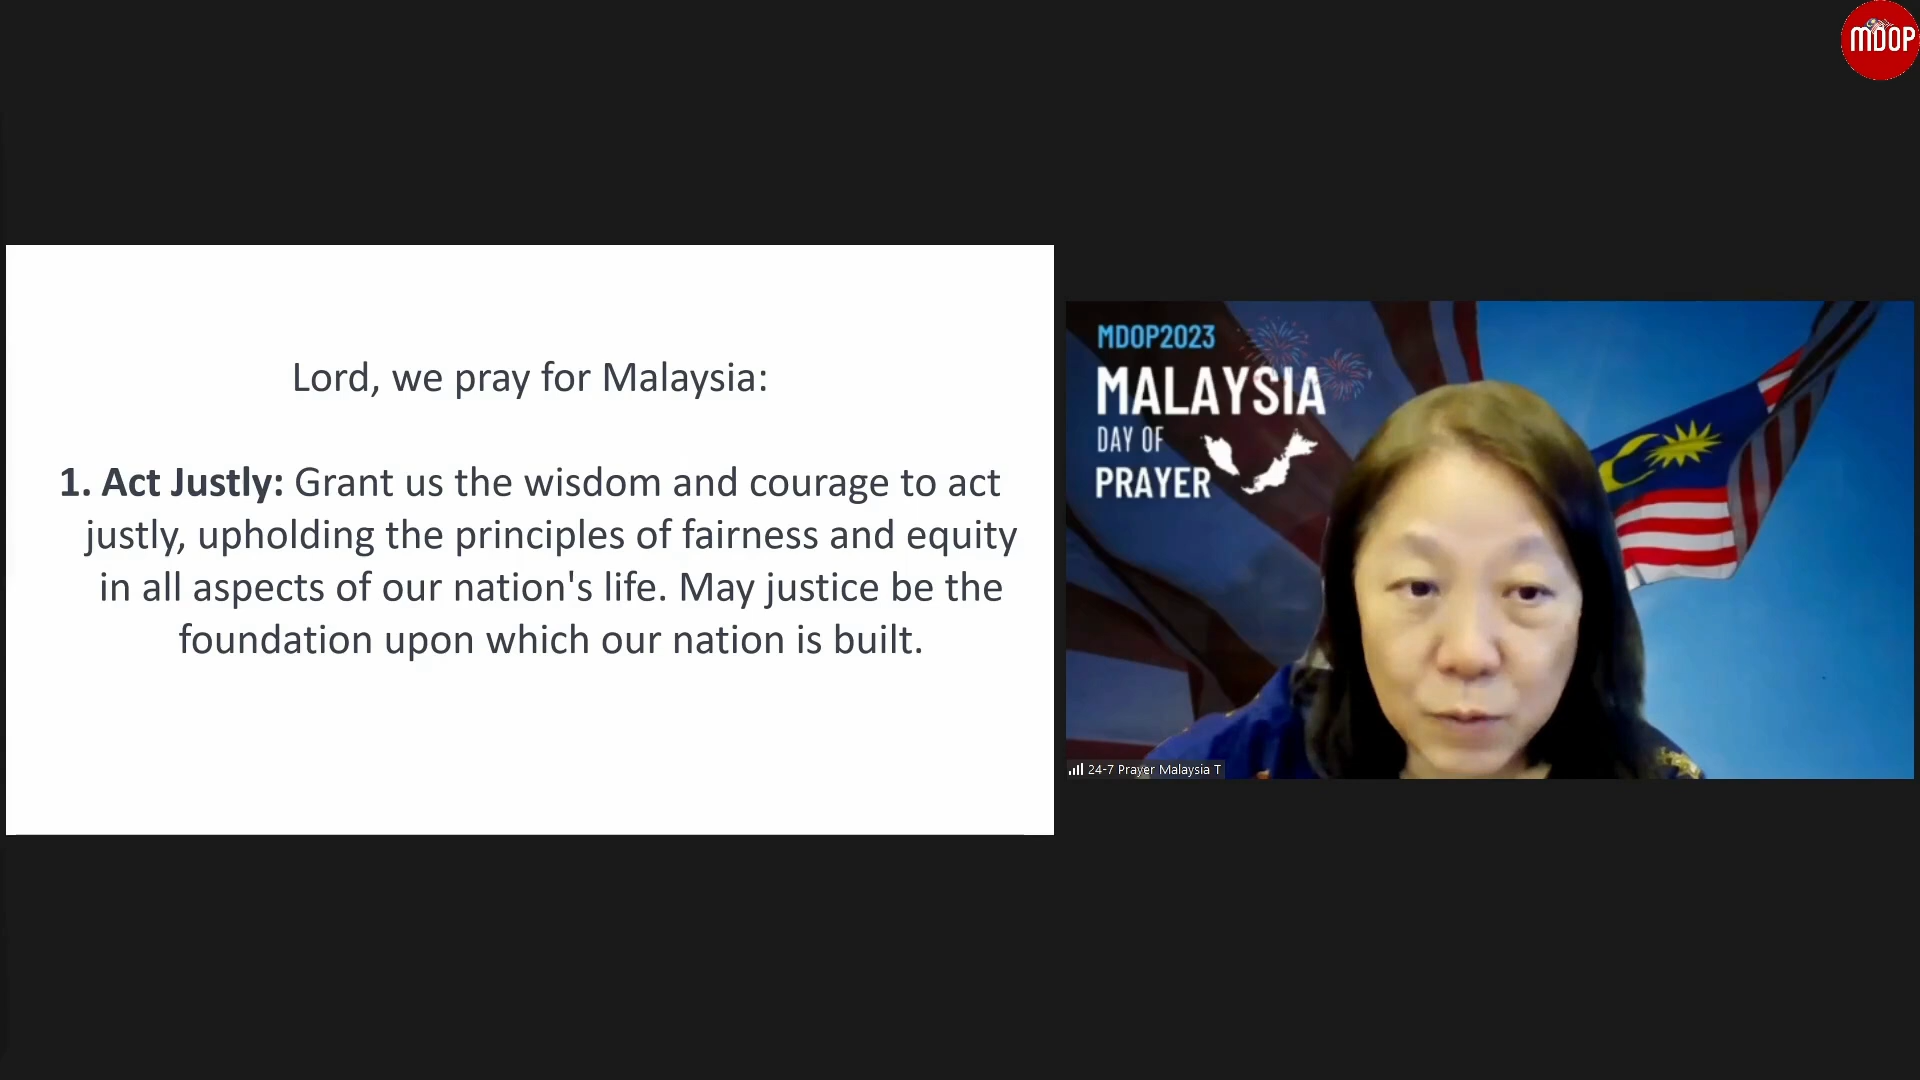 MDOP
Lord, we pray for Malaysia:
1. Act Justly: Grant us the wisdom and courage to act
justly, upholding the principles of fairness and equity
in all aspects of our nation's life. May justice be the
foundation upon which our nation is built.
MDOP2023
MALAYSIA
DAY OF
PRAYER
24-7 Prayer Malaysia T